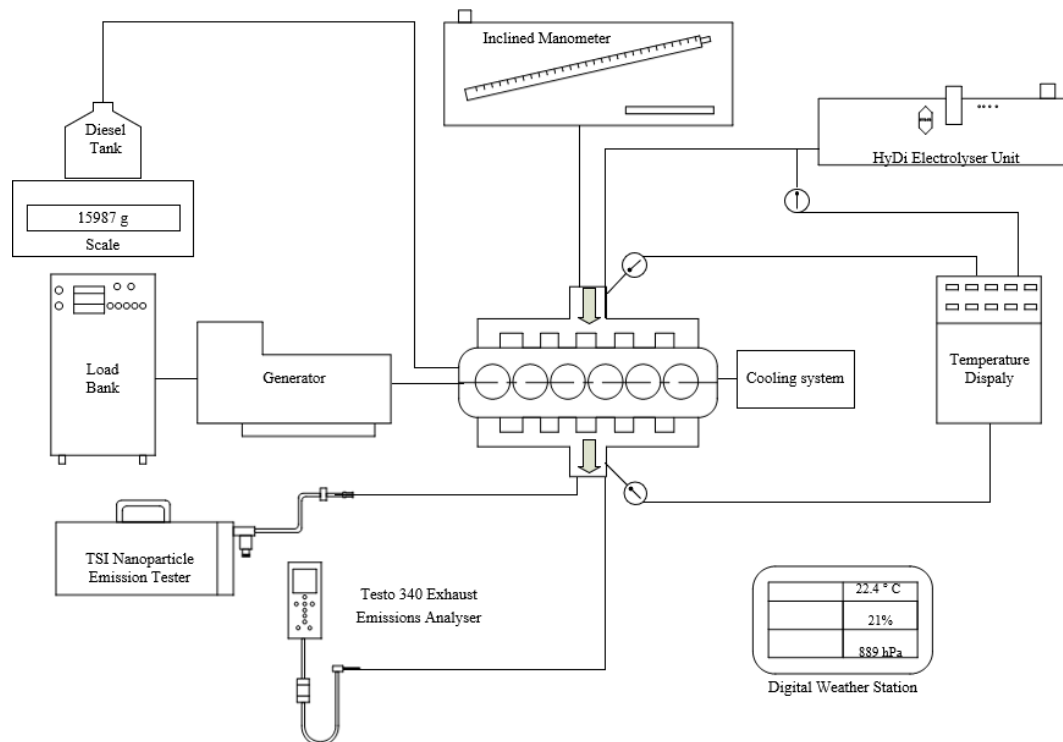 Inclined Manometer
Diesel
Tank
15987 g
Scale
HyDi Electrolyser Unit
Load
Bank
Generator
Cooling system
Temperature
Dispaly
TSI Nanoparticle
Emission Tester
Testo 340 Exhaust
Emissions Analyser
22.4 ° C
21%
889 hPa
Digital Weather Station